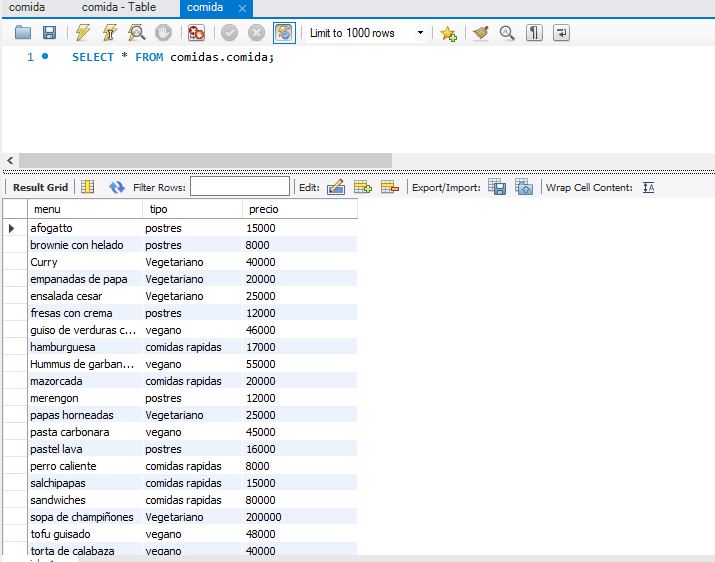 comida comida - Table comida
Limit to 1000 rows
1 SELECT * FROM comidas.comida;
Result Grid Filter Rows: Edit: Export/Import: Wrap Cell Content:
menu tipo precio
afogatto postres 15000
brownie con helado postres 8000
Curry Vegetariano 40000
empanadas de papa Vegetariano 20000
ensalada cesar Vegetariano 25000
fresas con crema postres 12000
guiso de verduras c... vegano 46000
hamburguesa comidas rapidas 17000
Hummus de garban... vegano 55000
mazorcada comidas rapidas 20000
merengon postres 12000
papas horneadas Vegetariano 25000
pasta carbonara vegano 45000
pastel lava postres 16000
perro caliente comidas rapidas 8000
salchipapas comidas rapidas 15000
sandwiches comidas rapidas 80000
sopa de champiñones Vegetariano 200000
tofu guisado vegano 48000
torta de calabaza vegano 40000